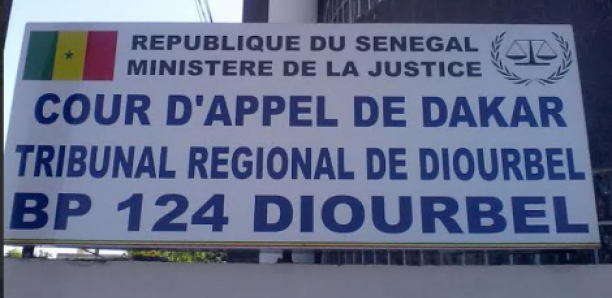 REPUBLIQUE DU SENEGAL
MINISTERE DE LA JUSTICE
COUR D'APPEL DE DAKAR
TRIBUNAL REGIONAL DE DIOURBEL
BP 124 DIOURBEL